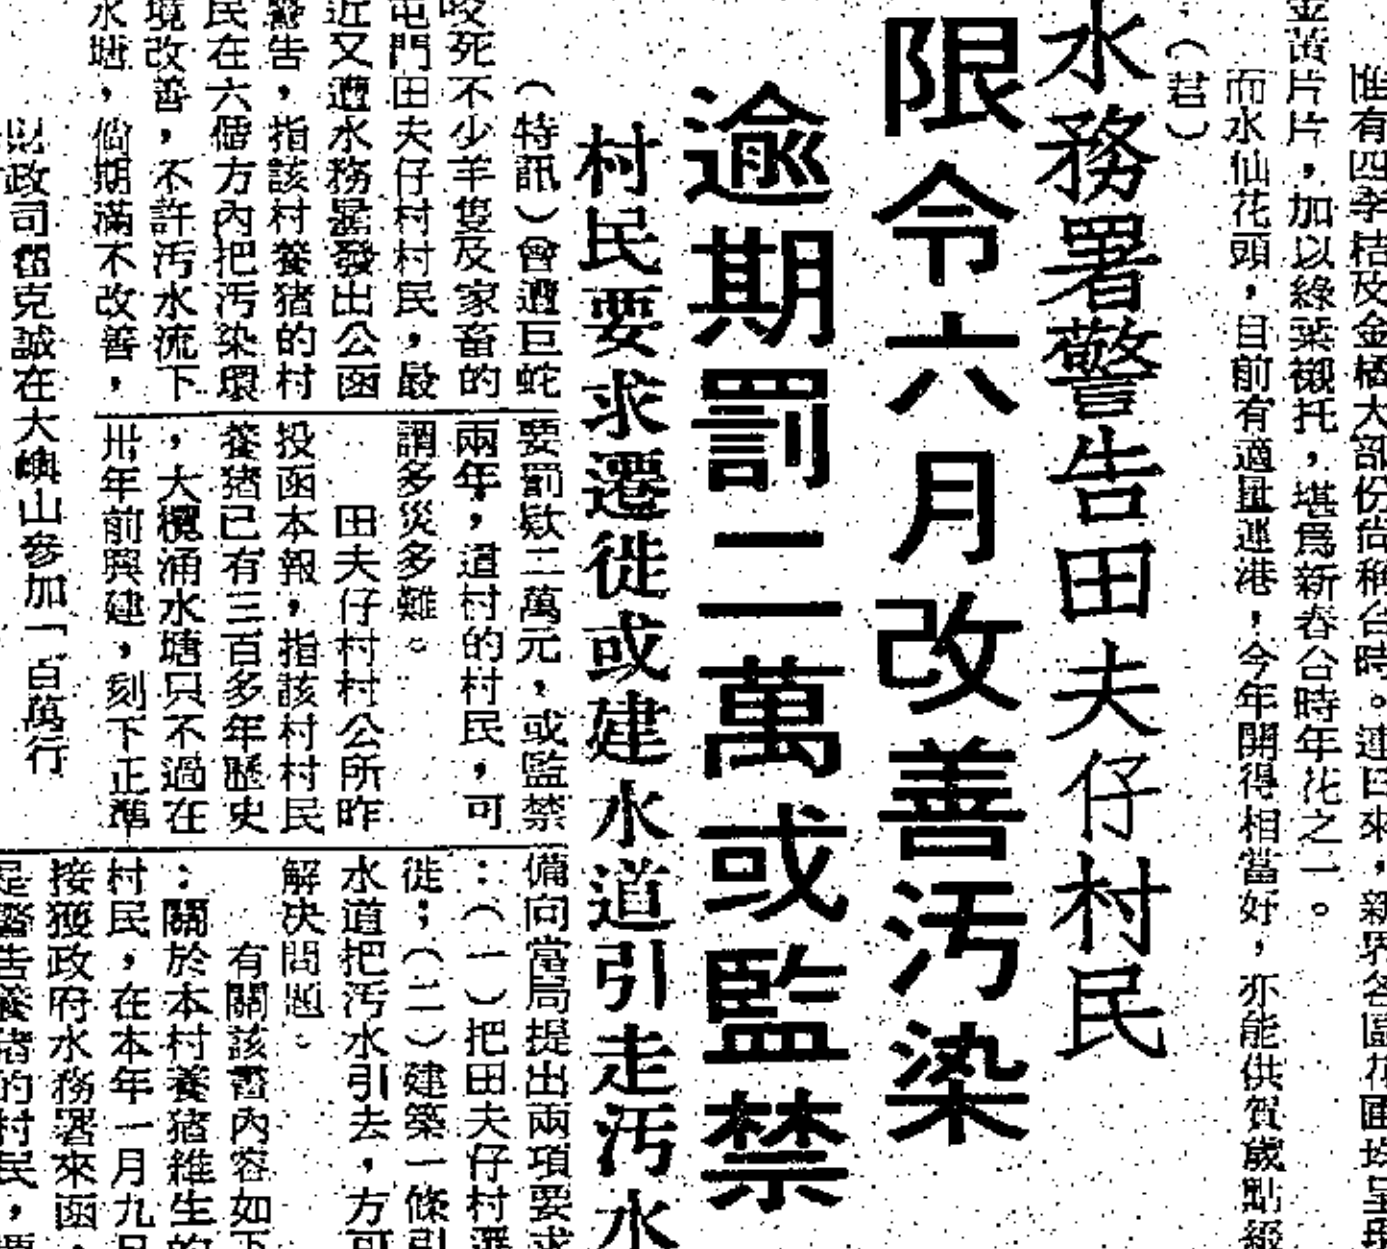 惟有四季桔及金橘大部份尚稱合時。連日來，新界各區花圃均呈
金黃片片，加以綠葉襯托，堪爲新春合時年花之一。
而水仙花頭，目前有適量運港，今年開得相當好，亦能供賀歲點綴
。（君）
水務署警告田夫仔村民
限令六月改善汚染
逾期罰二萬或監禁
村民要求遷徙或建水道引走汚水
（特訊）曾遭巨蛇
咬死不少羊隻及家畜的
屯門田夫仔村村民，最
近又遭水務署發出公函
警告，指該村養猪的村
民在六個月內把汚染環
境改善，不許汚水流下
水塘，倘期滿不改善，
要罰欵二萬元，或監禁
兩年，這村的村民，可
謂多災多難。
田夫仔村村公所昨
投函本報，指該村村民
養猪已有三百多年歷史
，大欖涌水塘只不過在
卅年前興建，刻下正準
備向當局提出兩項要求
：（一）把田夫仔村遷
徙；（二）建築一條引
水道把汚水引去，方可
解決問題。
有關該書內容如下
：關於本村養猪維生的
村民，在本年一月九日
接獲政府水務署來函，
是警告養猪的村民，要
財政司霍克誠在大嶼山參加「百萬行